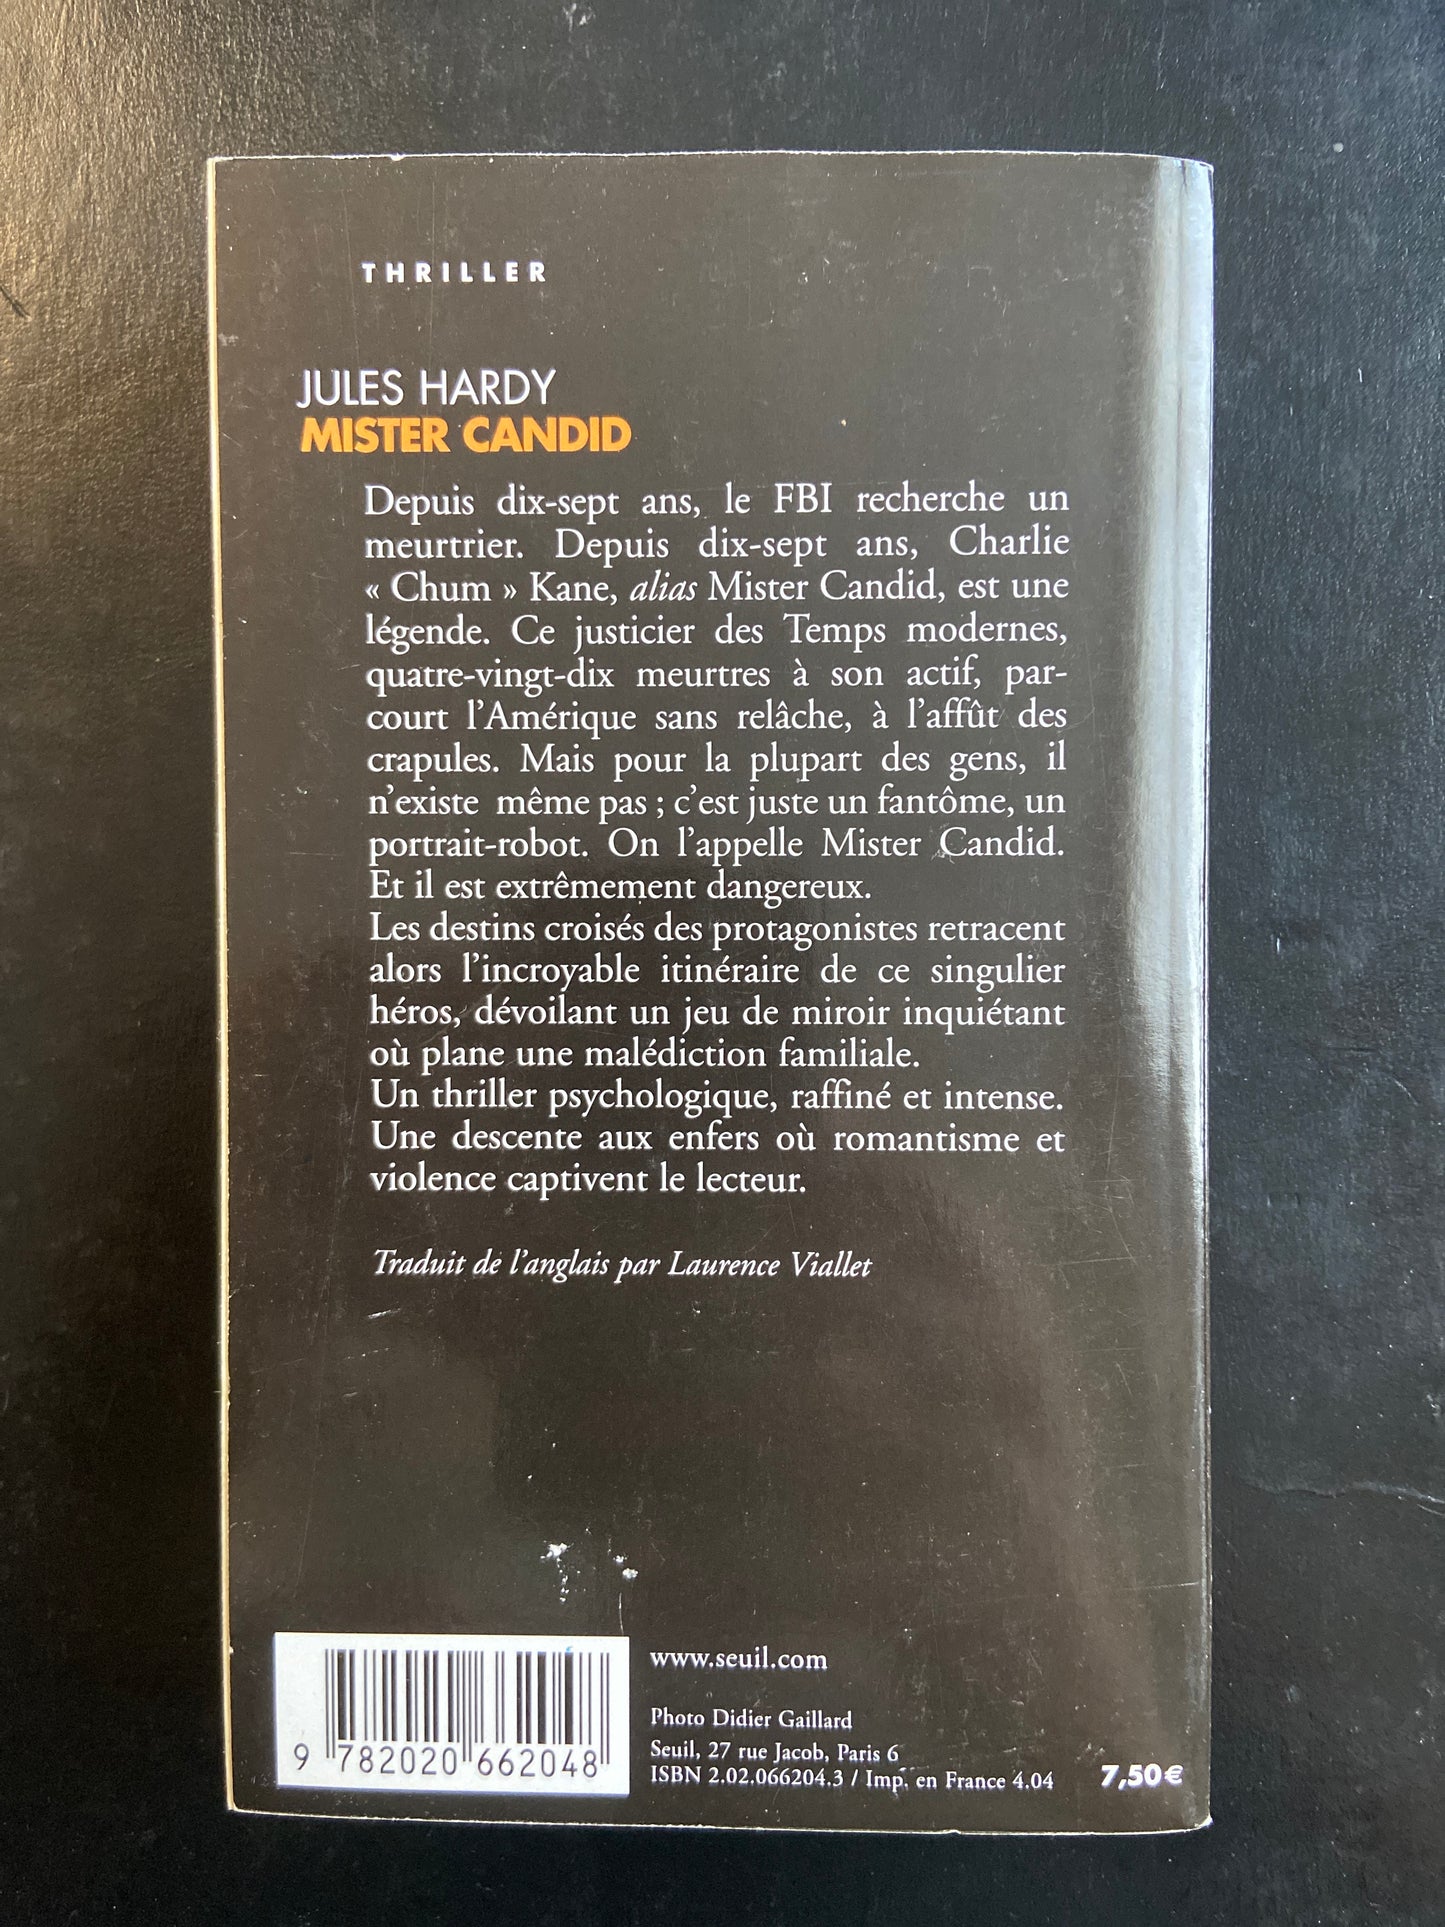 THRILLER
JULES HARDY
MISTER CANDID
Depuis dix-sept ans, le FBI recherche un
meurtrier. Depuis dix-sept ans, Charlie
« Chum » Kane, alias Mister Candid, est une
légende. Ce justicier des Temps modernes,
quatre-vingt-dix meurtres à son actif, par-
court l'Amérique sans relâche, à l'affût des
crapules. Mais pour la plupart des gens, il
n'existe même pas ; c'est juste un fantôme, un
portrait-robot. On l'appelle Mister Candid.
Et il est extrêmement dangereux.
Les destins croisés des protagonistes retracent
alors l'incroyable itinéraire de ce singulier
héros, dévoilant un jeu de miroir inquiétant
où plane une malédiction familiale.
Un thriller psychologique, raffiné et intense.
Une descente aux enfers où romantisme et
violence captivent le lecteur.
Traduit de l'anglais par Laurence Viallet
9 782020 662048
www.seuil.com
Photo Didier Gaillard
Seuil, 27 rue Jacob, Paris 6
ISBN 2.02.066204.3 / Imp. en France 4.04
7,50€